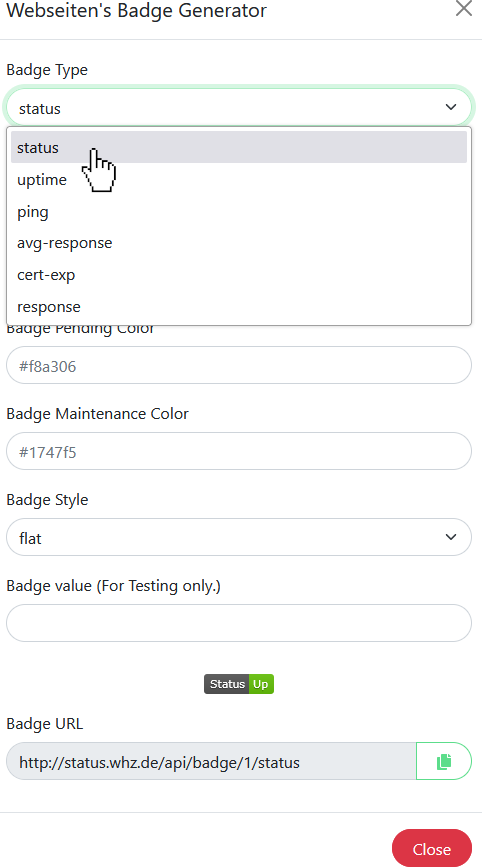 Webseiten's Badge Generator
Badge Type
status
status
uptime
ping
avg-response
cert-exp
response
Badge Pending Color
#f8a306
Badge Maintenance Color
#1747f5
Badge Style
flat
Badge value (For Testing only.)
Status Up
Badge URL
http://status.whz.de/api/badge/1/status
Close